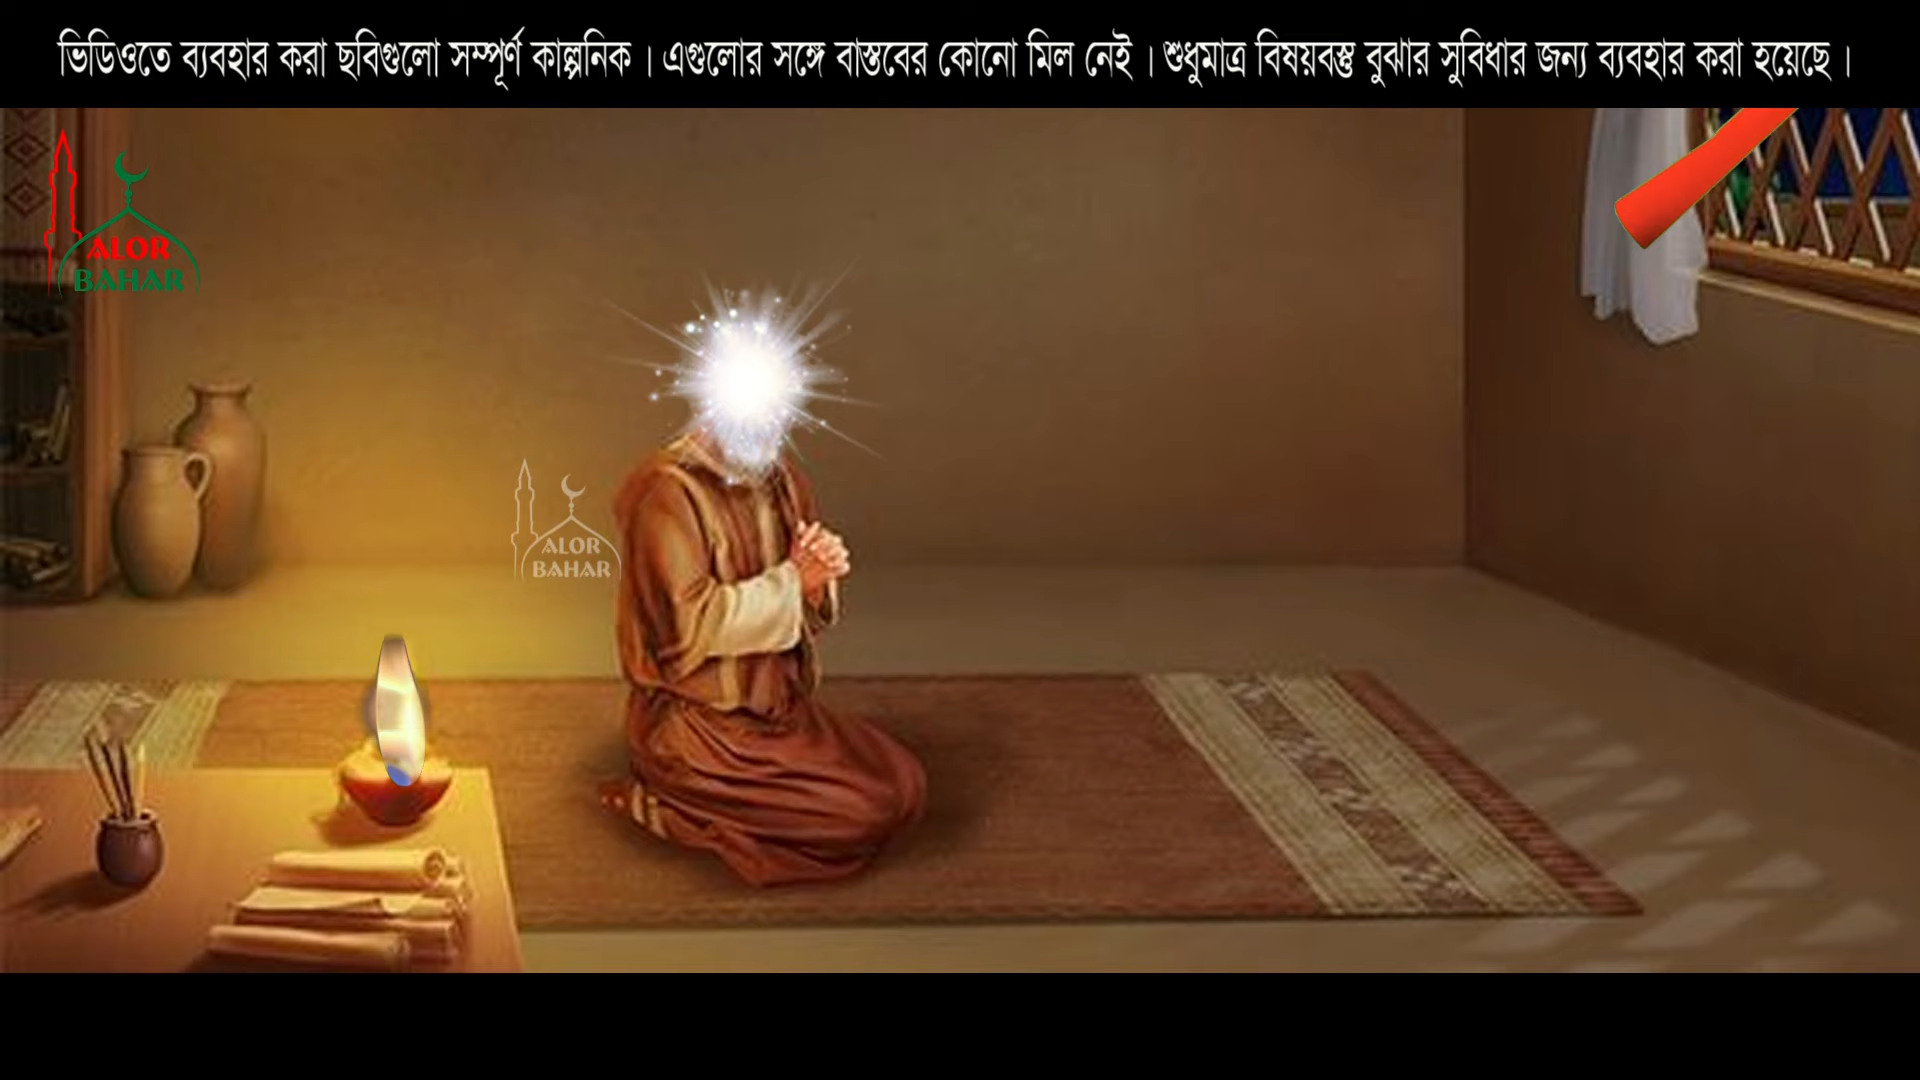 ভিডিওতে ব্যবহার করা ছবিগুলো সম্পূর্ণ কাল্পনিক । এগুলোর সঙ্গে বাস্তবের কোনো মিল নেই । শুধুমাত্র বিষয়বস্তু বুঝার সুবিধার জন্য ব্যবহার করা হয়েছে ।
ALOR
BAHAR
ALOR
BAHAR